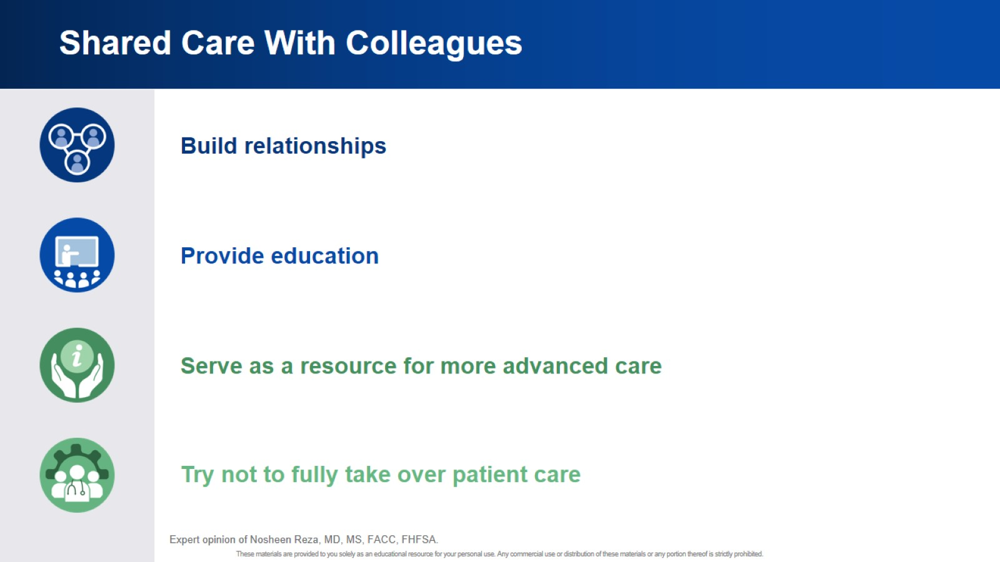 Shared Care With Colleagues
Build relationships
Provide education
i
Serve as a resource for more advanced care
Try not to fully take over patient care
Expert opinion of Nosheen Reza, MD, MS, FACC, FHFSA.
These materials are provided to you solely as an educational resource for your personal use. Any commercial use or distribution of these materials or any portion thereof is strictly prohibited.